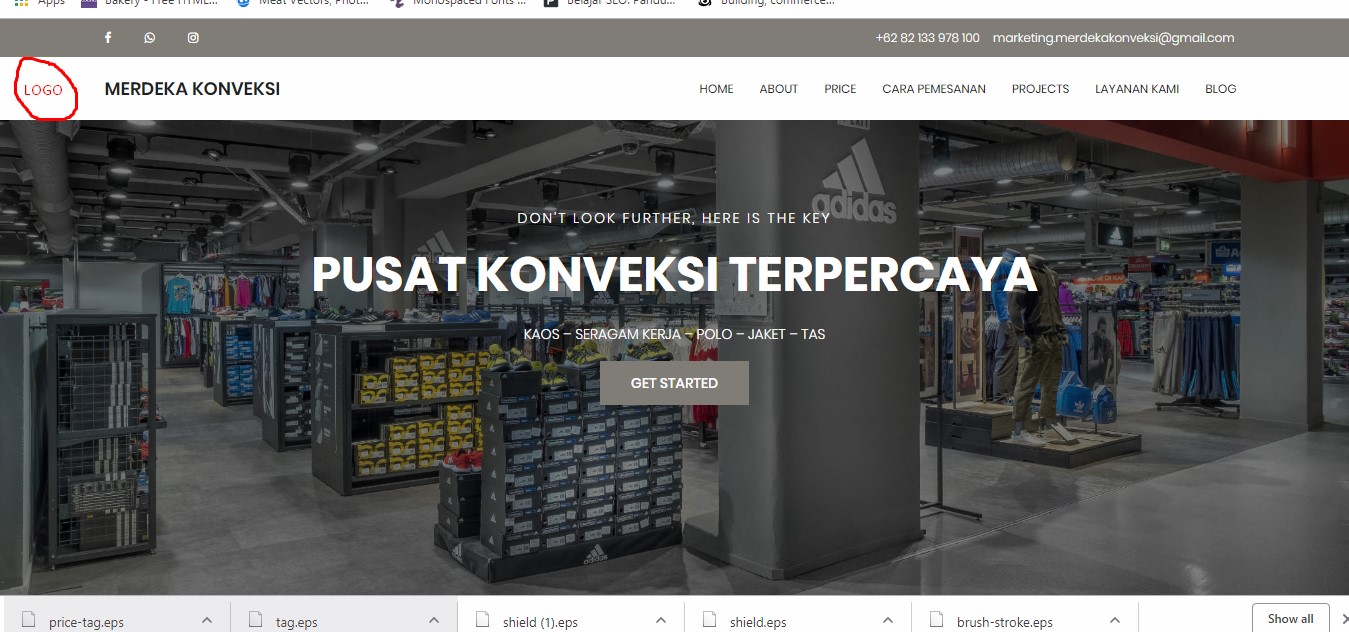 Apps Bakery - Free HTML... Meat Vectors, Phot... Monospaced Fonts ... Belajar SEO: Pandu... Building, commerce...
+62 82 133 978 100 marketing.merdekakonveksi@gmail.com
LOGO MERDEKA KONVEKSI HOME ABOUT PRICE CARA PEMESANAN PROJECTS LAYANAN KAMI BLOG
adidas
DON'T LOOK FURTHER, HERE IS THE KEY
PUSAT KONVEKSI TERPERCAYA
KAOS – SERAGAM KERJA – POLO – JAKET – TAS
GET STARTED
adidas
price-tag.eps tag.eps shield (1).eps shield.eps brush-stroke.eps Show all